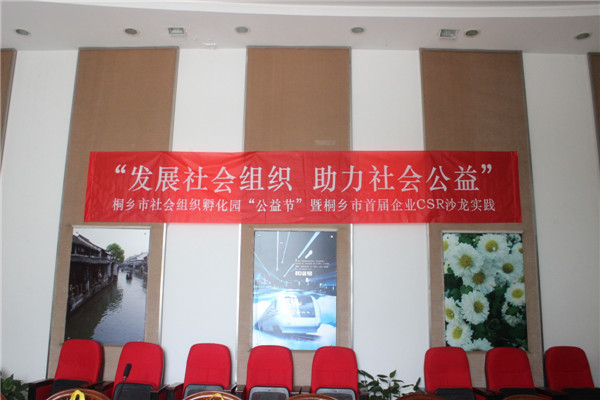 “发展社会组织 助力社会公益”
桐乡市社会组织孵化园“公益节”暨桐乡市首届企业CSR沙龙实践